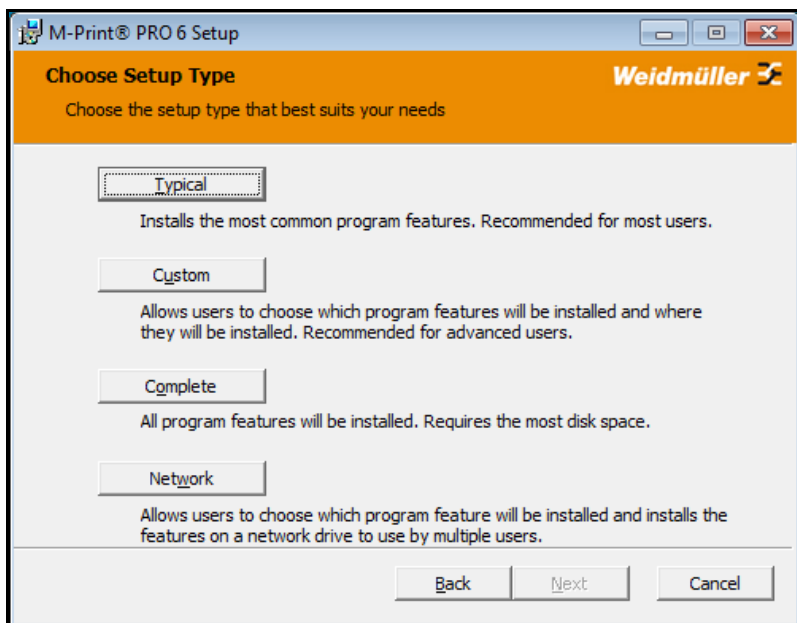 M-Print® PRO 6 Setup
Choose Setup Type
Weidmüller
Choose the setup type that best suits your needs
Typical
Installs the most common program features. Recommended for most users.
Custom
Allows users to choose which program features will be installed and where
they will be installed. Recommended for advanced users.
Complete
All program features will be installed. Requires the most disk space.
Network
Allows users to choose which program feature will be installed and installs the
features on a network drive to use by multiple users.
Back Next Cancel